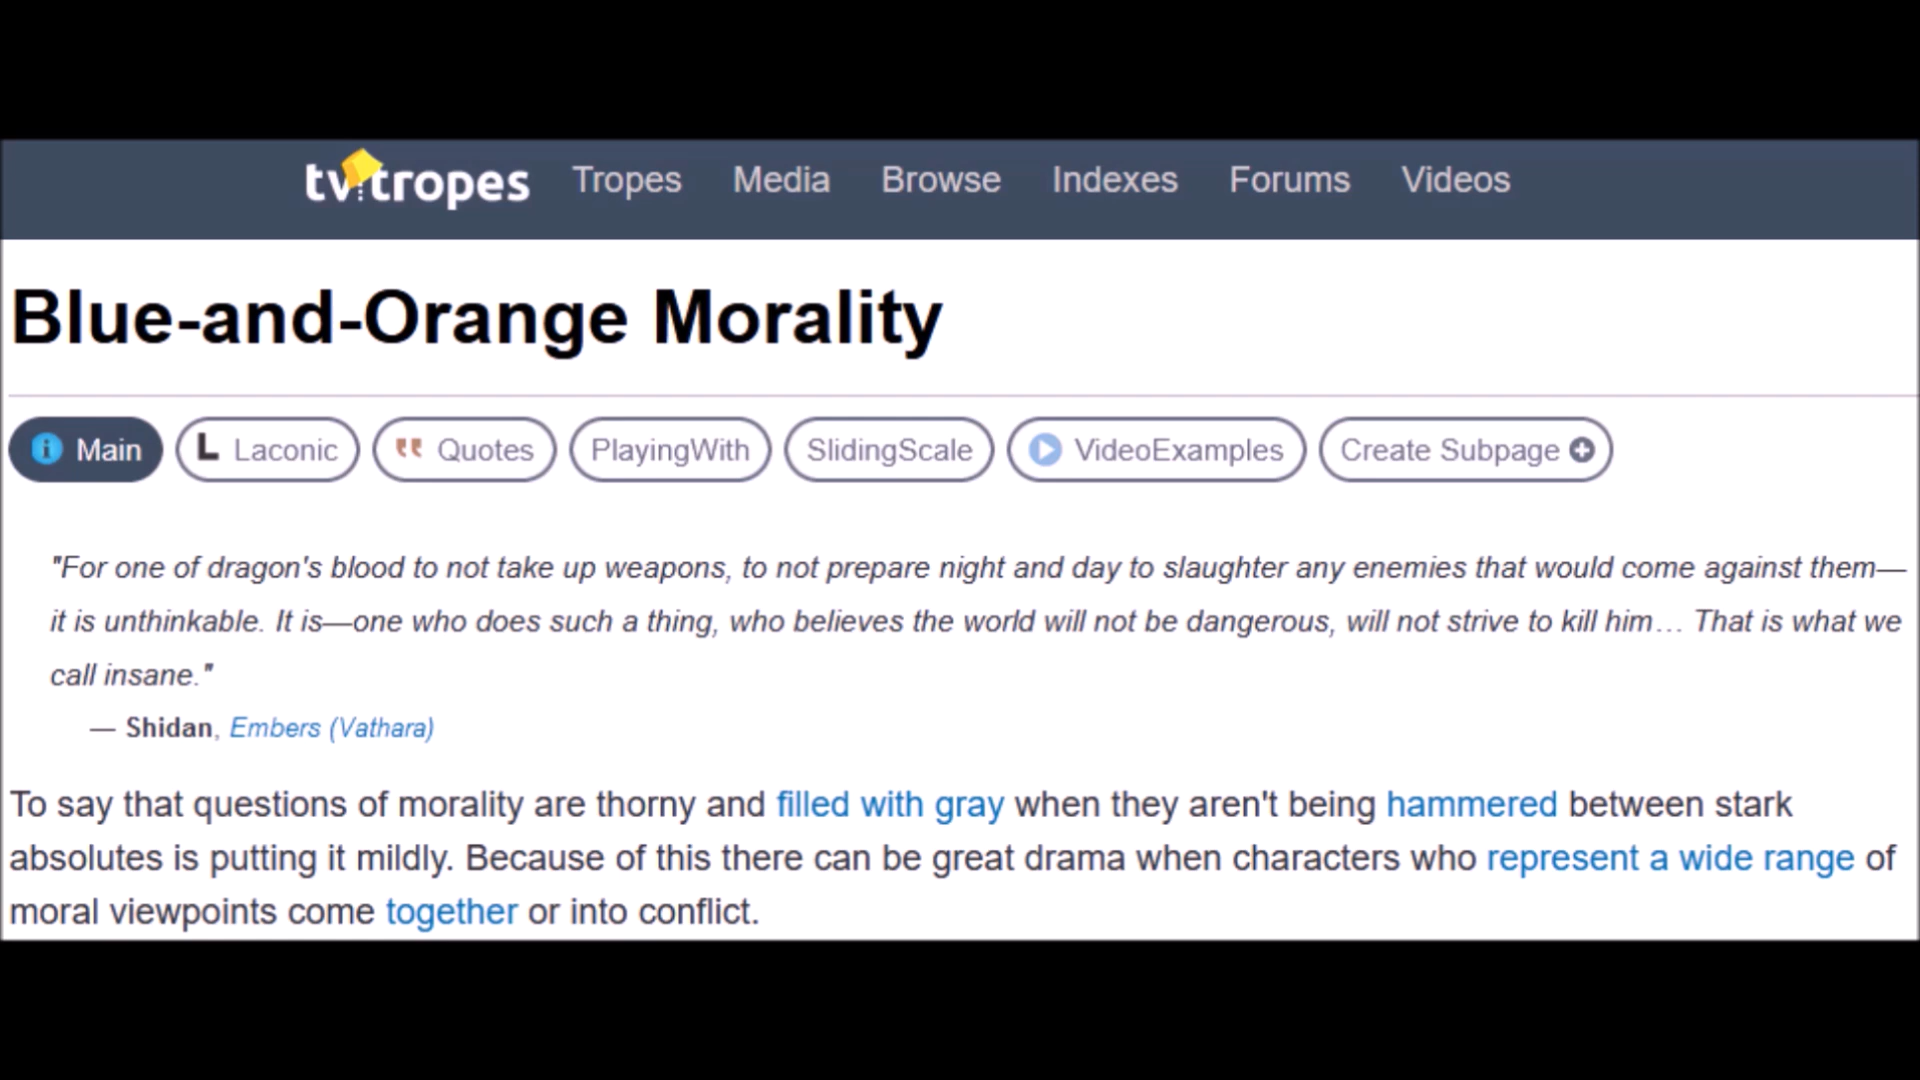 tvtropes Tropes Media Browse Indexes Forums Videos
Blue-and-Orange Morality
Main L Laconic Quotes PlayingWith SlidingScale VideoExamples Create Subpage
"For one of dragon's blood to not take up weapons, to not prepare night and day to slaughter any enemies that would come against them—
it is unthinkable. It is—one who does such a thing, who believes the world will not be dangerous, will not strive to kill him… That is what we
call insane."
— Shidan, Embers (Vathara)
To say that questions of morality are thorny and filled with gray when they aren't being hammered between stark
absolutes is putting it mildly. Because of this there can be great drama when characters who represent a wide range of
moral viewpoints come together or into conflict.